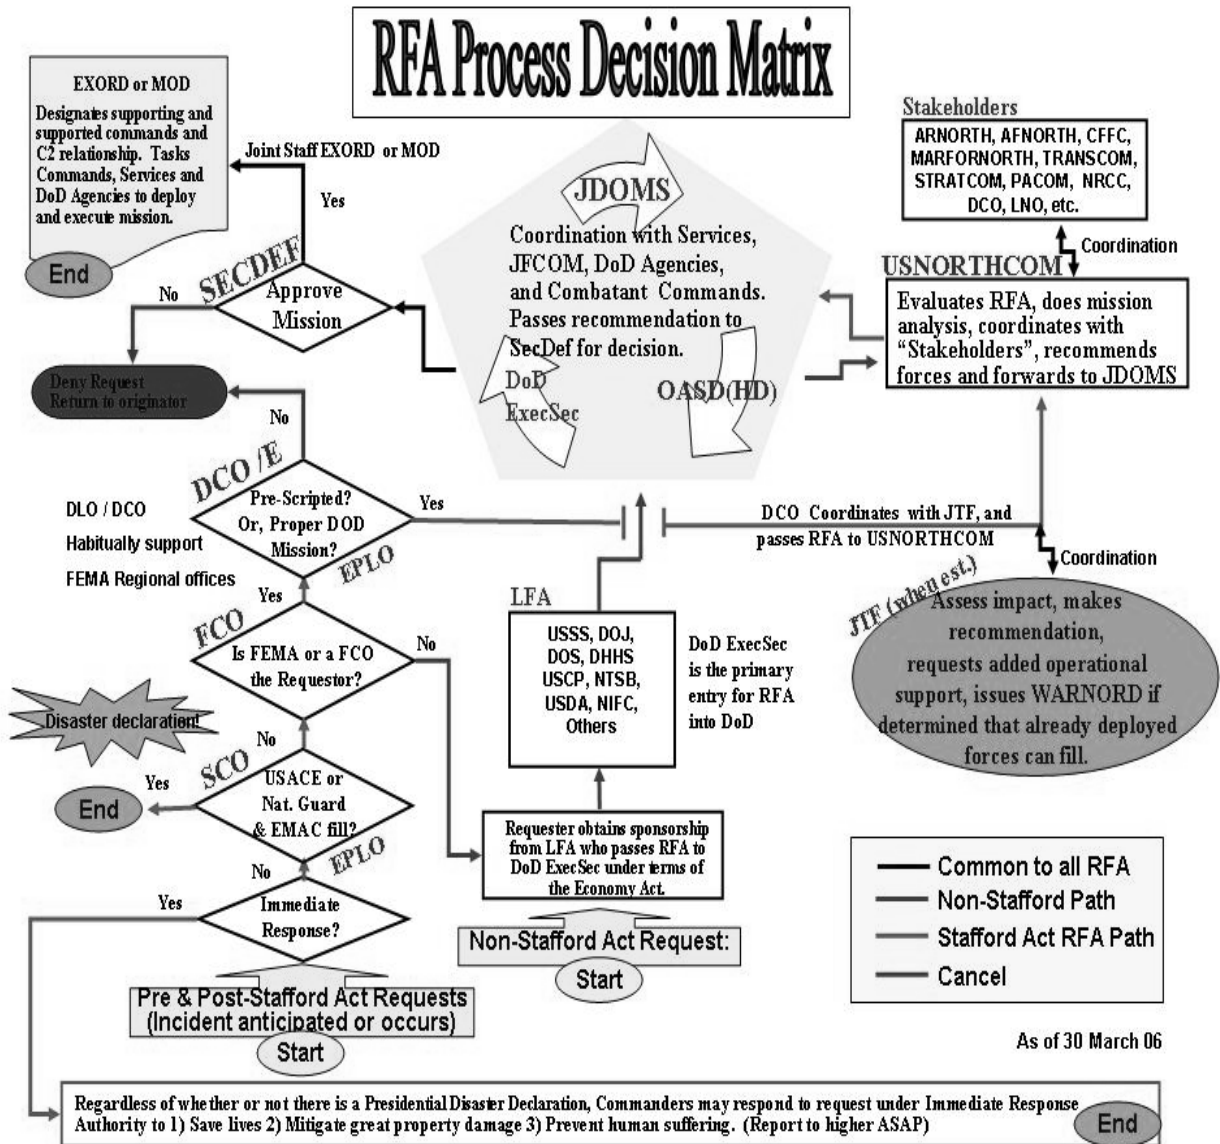 RFA Process Decision Matrix
EXORD or MOD
Designates supporting and
supported commands and
C2 relationship. Tasks
Commands, Services and
DoD Agencies to deploy
and execute mission.
End
Joint Staff EXORD or MOD
Yes
SECDEF
No
Approve
Mission
Deny Request
Return to originator
No
JDOMS
Coordination with Services,
JFCOM, DoD Agencies,
and Combatant Commands.
Passes recommendation to
SecDef for decision.
DoD
ExecSec
OASD(HD)
Stakeholders
ARNORTH, AFNORTH, CFFC,
MARFORNORTH, TRANSCOM,
STRATCOM, PACOM, NRCC,
DCO, LNO, etc.
Coordination
USNORTHCOM
Evaluates RFA, does mission
analysis, coordinates with
“Stakeholders”, recommends
forces and forwards to JDOMS
DCO /E
Pre-Scripted?
Or, Proper DOD
Mission?
EPLO
Yes
DLO / DCO
Habitually support
FEMA Regional offices
DCO Coordinates with JTF, and
passes RFA to USNORTHCOM
Coordination
JTF (when est.)
Assess impact, makes
recommendation,
requests added operational
support, issues WARNORD if
determined that already deployed
forces can fill.
Yes
FCO
Is FEMA or a FCO
the Requestor?
No
LFA
USSS, DOJ,
DOS, DHHS
USCP, NTSB,
USDA, NIFC,
Others
DoD ExecSec
is the primary
entry for RFA
into DoD
Disaster declaration!
No
SCO
Yes
End
USACE or
Nat. Guard
& EMAC fill?
EPLO
No
Requester obtains sponsorship
from LFA who passes RFA to
DoD ExecSec under terms of
the Economy Act.
Yes
Immediate
Response?
Non-Stafford Act Request:
Start
Pre & Post-Stafford Act Requests
(Incident anticipated or occurs)
Start
Common to all RFA
Non-Stafford Path
Stafford Act RFA Path
Cancel
As of 30 March 06
Regardless of whether or not there is a Presidential Disaster Declaration, Commanders may respond to request under Immediate Response
Authority to 1) Save lives 2) Mitigate great property damage 3) Prevent human suffering. (Report to higher ASAP)
End